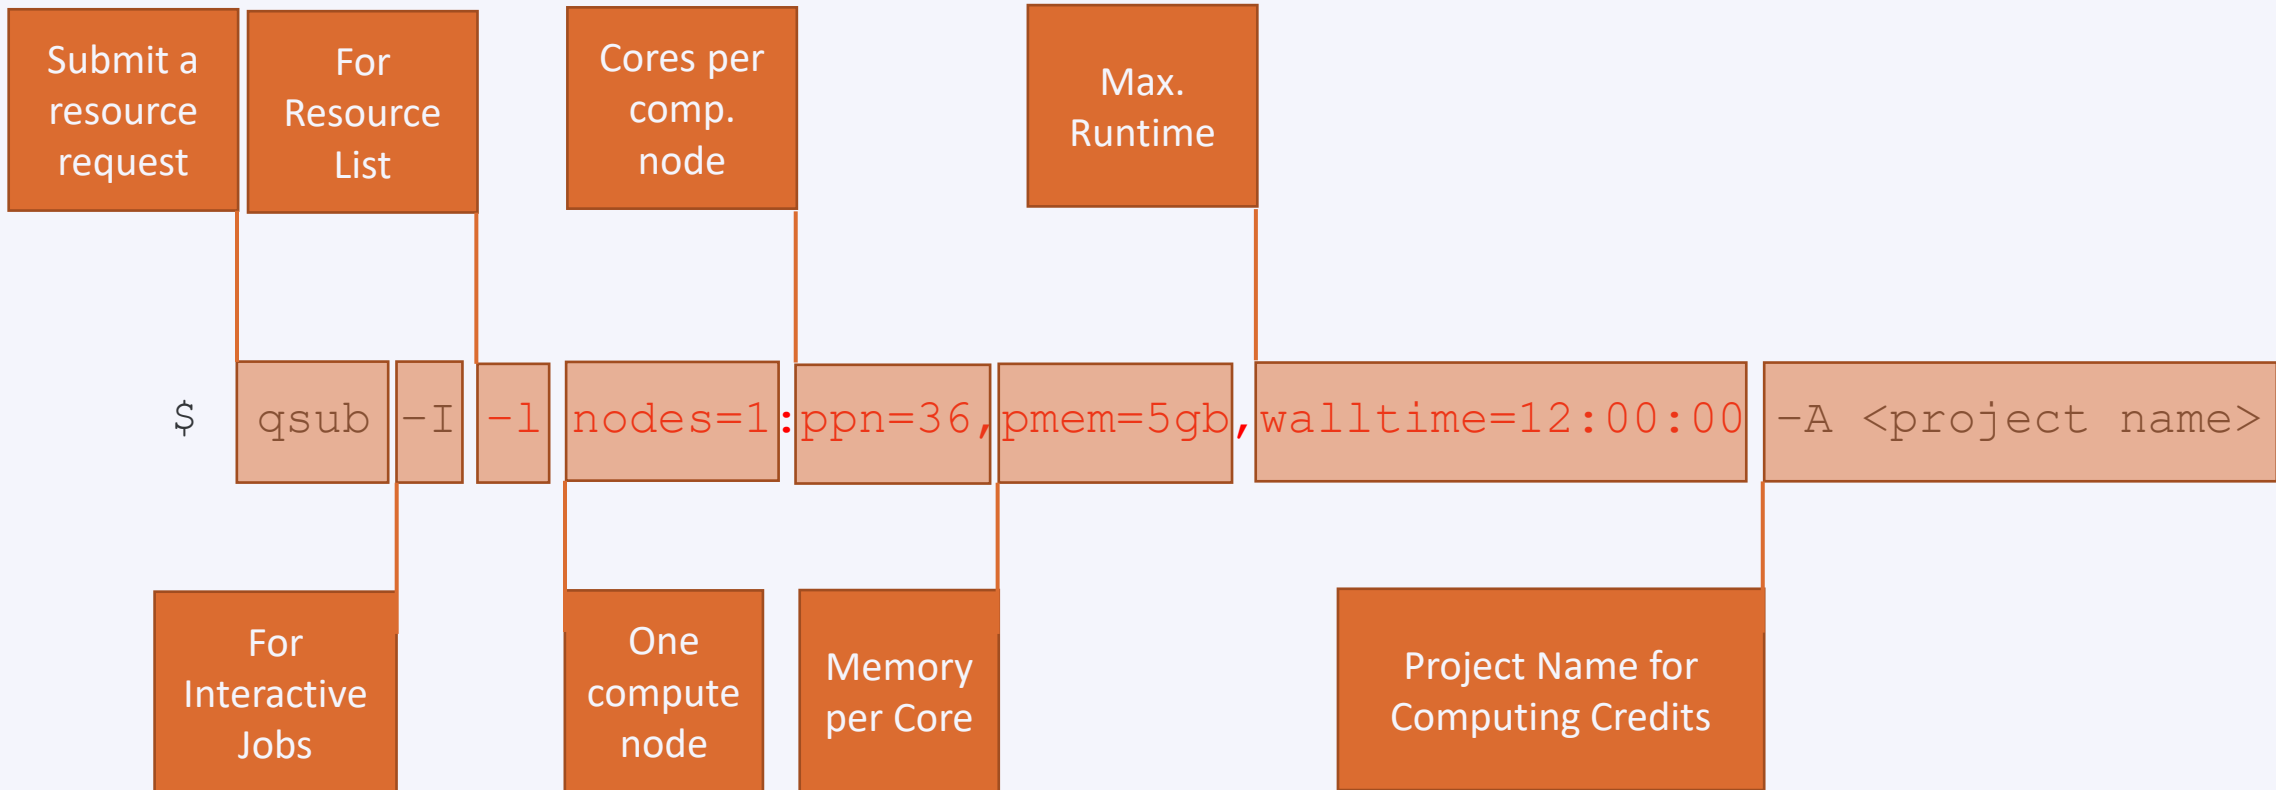 Submit a
resource
request
For
Resource
List
Cores per
comp.
node
Max.
Runtime
$ qsub -I -l nodes=1:ppn=36,pmem=5gb,walltime=12:00:00 -A <project name>
For
Interactive
Jobs
One
compute
node
Memory
per Core
Project Name for
Computing Credits